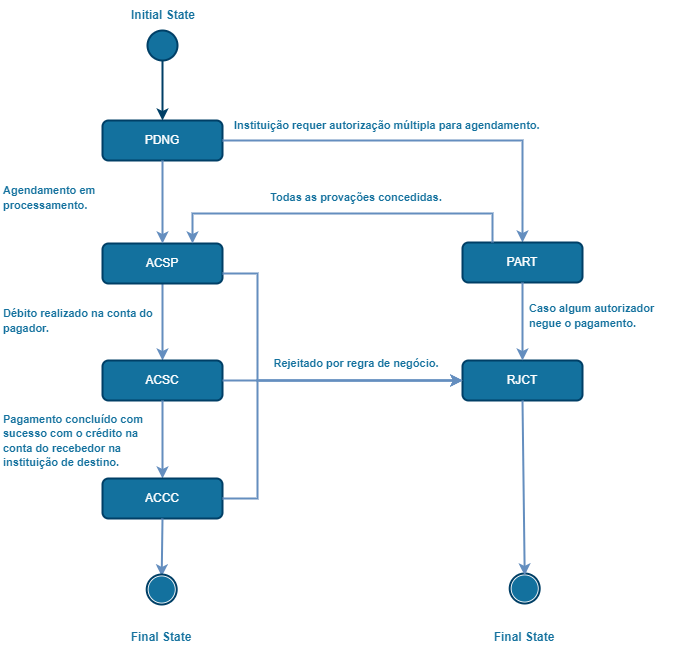 Initial State
PDNG
Instituição requer autorização múltipla para agendamento.
Agendamento em
processamento.
Todas as provações concedidas.
ACSP
PART
Débito realizado na conta do
pagador.
Caso algum autorizador
negue o pagamento.
Rejeitado por regra de negócio.
ACSC
RJCT
Pagamento concluído com
sucesso com o crédito na
conta do recebedor na
instituição de destino.
ACCC
Final State
Final State